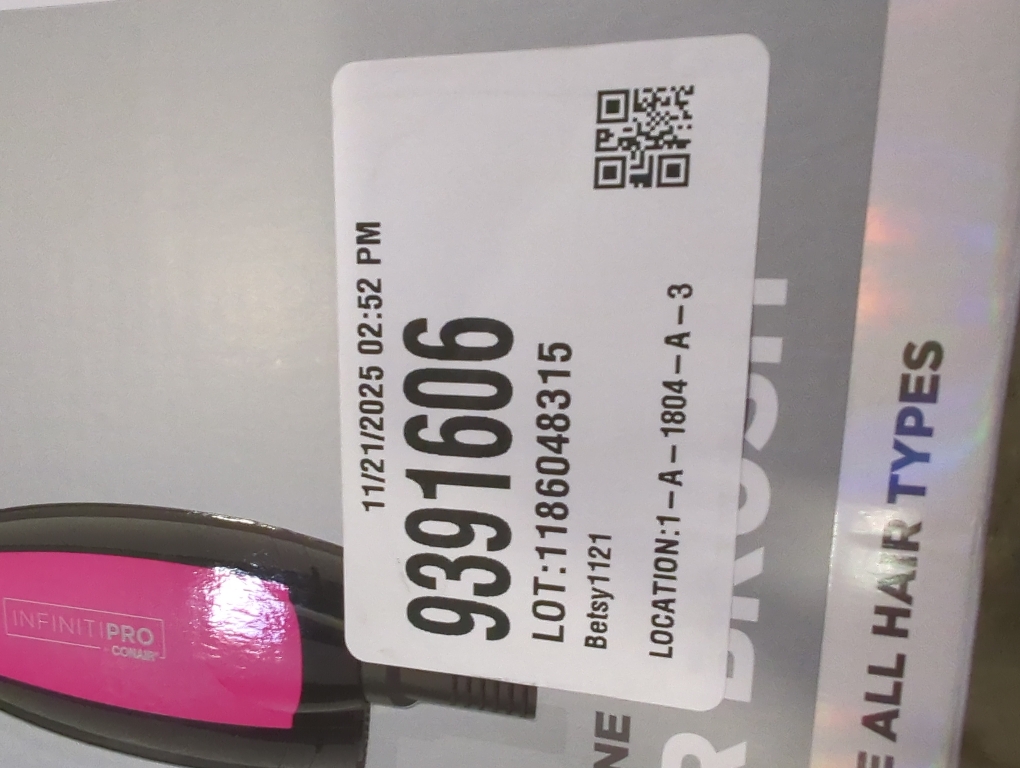 11/21/2025 02:52 PM
9391606
LOT:1186048315
Betsy1121
LOCATION:1-A-1804-A-3
INFINITIPRO
CONAIR
NE
R BRUSH
E ALL HAIR TYPES